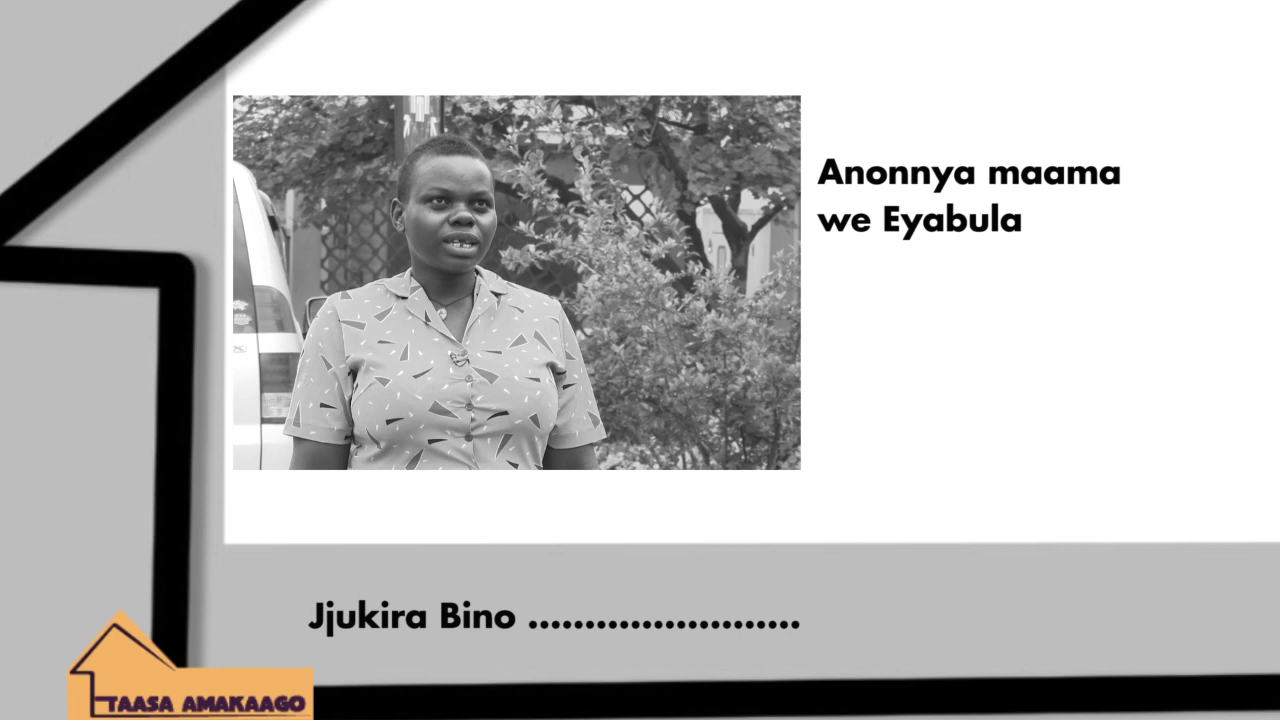 Anonnya maama
we Eyabula
Jjukira Bino ........................
TAASA AMAKAAGO